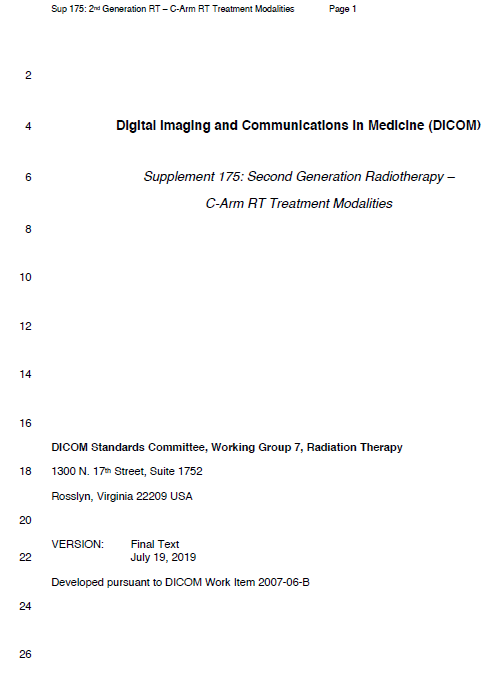 Sup 175: 2nd Generation RT – C-Arm RT Treatment Modalities Page 1
2
4 Digital Imaging and Communications in Medicine (DICOM)
6 Supplement 175: Second Generation Radiotherapy –
C-Arm RT Treatment Modalities
8
10
12
14
16
DICOM Standards Committee, Working Group 7, Radiation Therapy
18 1300 N. 17th Street, Suite 1752
Rosslyn, Virginia 22209 USA
20
VERSION: Final Text
22 July 19, 2019
Developed pursuant to DICOM Work Item 2007-06-B
24
26